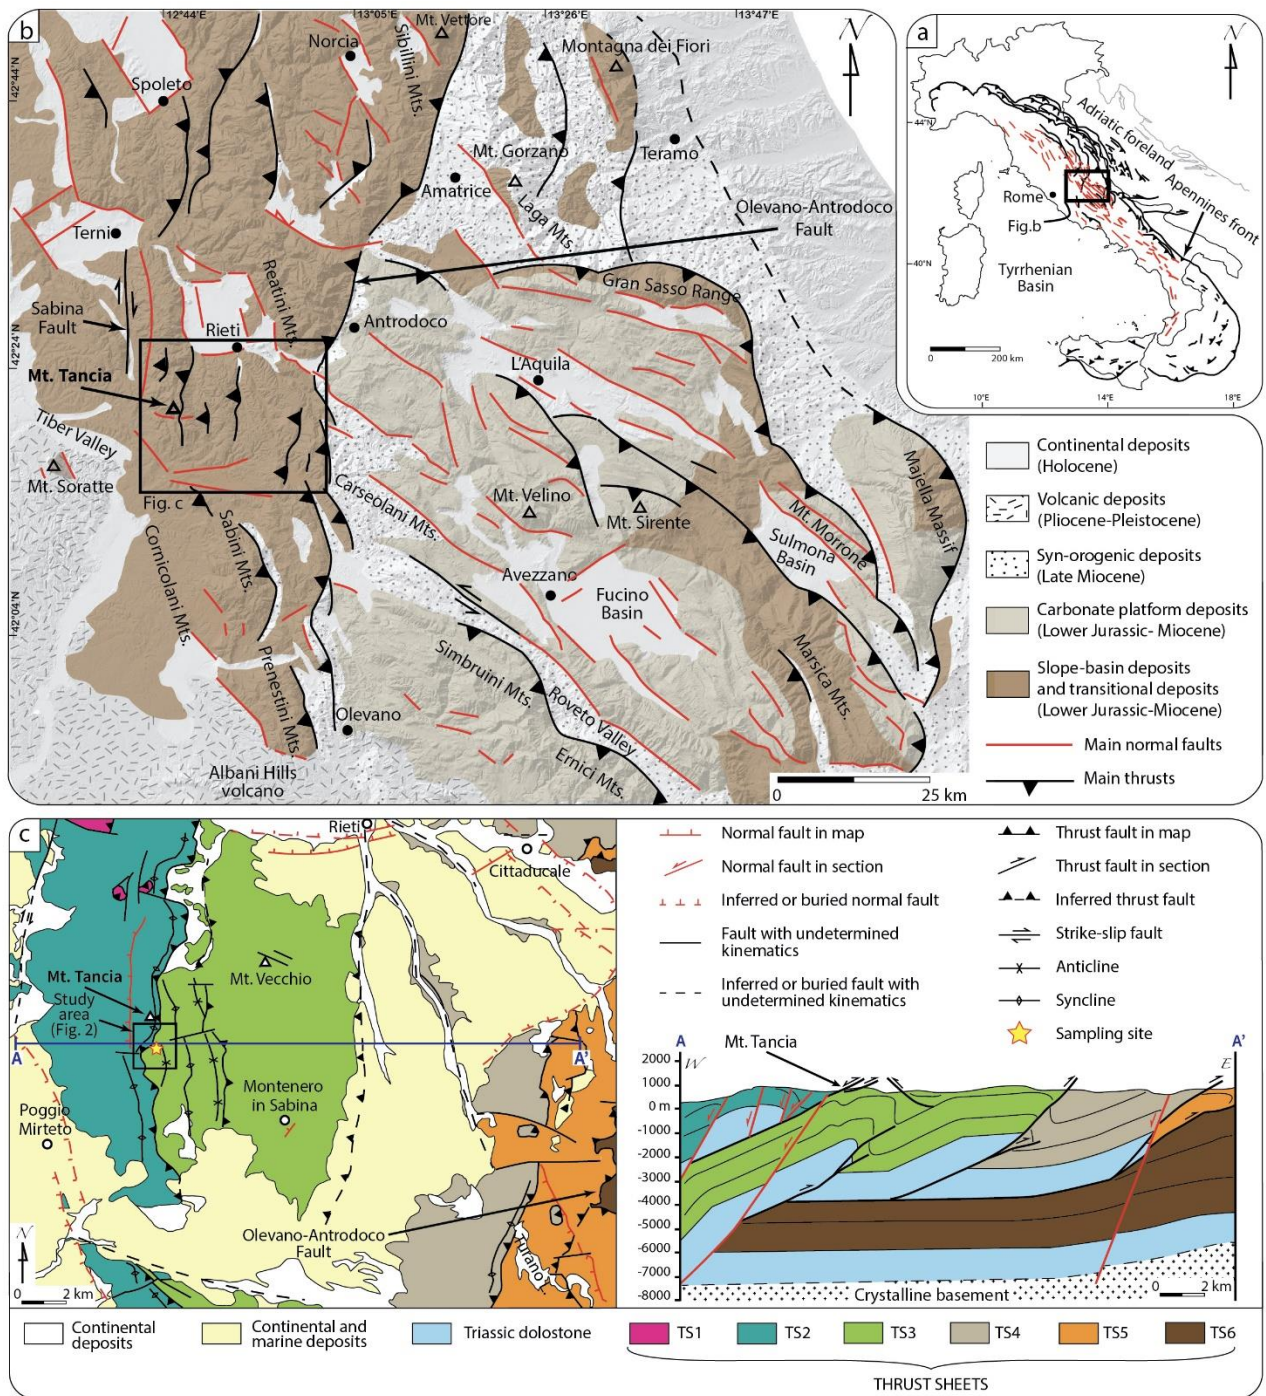 b
12°44'E
13°05'E
13°26'E
13°47'E
42°44'N
42°24'N
42°04'N
N
Mt. Vettore
Norcia
Sibillini Mts.
Montagna dei Fiori
Spoleto
Mt. Gorzano
Teramo
Amatrice
Laga Mts.
Olevano-Antrodoco
Fault
Terni
Reatini Mts.
Gran Sasso Range
Sabina
Fault
Rieti
Antrodoco
L'Aquila
Mt. Tancia
Tiber Valley
Mt. Soratte
Fig. c
Carseolani Mts.
Mt. Velino
Mt. Sirente
Majella Massif
Mt. Morrone
Sulmona
Basin
Sabini Mts.
Cornicolani Mts.
Avezzano
Fucino
Basin
Simbruini Mts.
Prenestini Mts.
Marsica Mts.
Olevano
Roveto Valley
Ernici Mts.
Albani Hills
volcano
0
25 km
a
N
44°N
40°N
Adriatic foreland
Apennines front
Rome
Fig.b
Tyrrhenian
Basin
0
200 km
10°E
14°E
18°E
Continental deposits
(Holocene)
Volcanic deposits
(Pliocene-Pleistocene)
Syn-orogenic deposits
(Late Miocene)
Carbonate platform deposits
(Lower Jurassic- Miocene)
Slope-basin deposits
and transitional deposits
(Lower Jurassic-Miocene)
Main normal faults
Main thrusts
c
Rieti
Cittaducale
Mt. Tancia
Study
area
(Fig. 2)
Mt. Vecchio
A
A'
Montenero
in Sabina
Poggio
Mirteto
Olevano-Antrodoco
Fault
Turano
N
0
2 km
Normal fault in map
Normal fault in section
Inferred or buried normal fault
Fault with undetermined
kinematics
Inferred or buried fault with
undetermined kinematics
Thrust fault in map
Thrust fault in section
Inferred thrust fault
Strike-slip fault
Anticline
Syncline
Sampling site
A
A'
Mt. Tancia
W
E
2000
1000
0 m
-1000
-2000
-3000
-4000
-5000
-6000
-7000
-8000
Crystalline basement
0
2 km
Continental
deposits
Continental and
marine deposits
Triassic dolostone
TS1
TS2
TS3
TS4
TS5
TS6
THRUST SHEETS